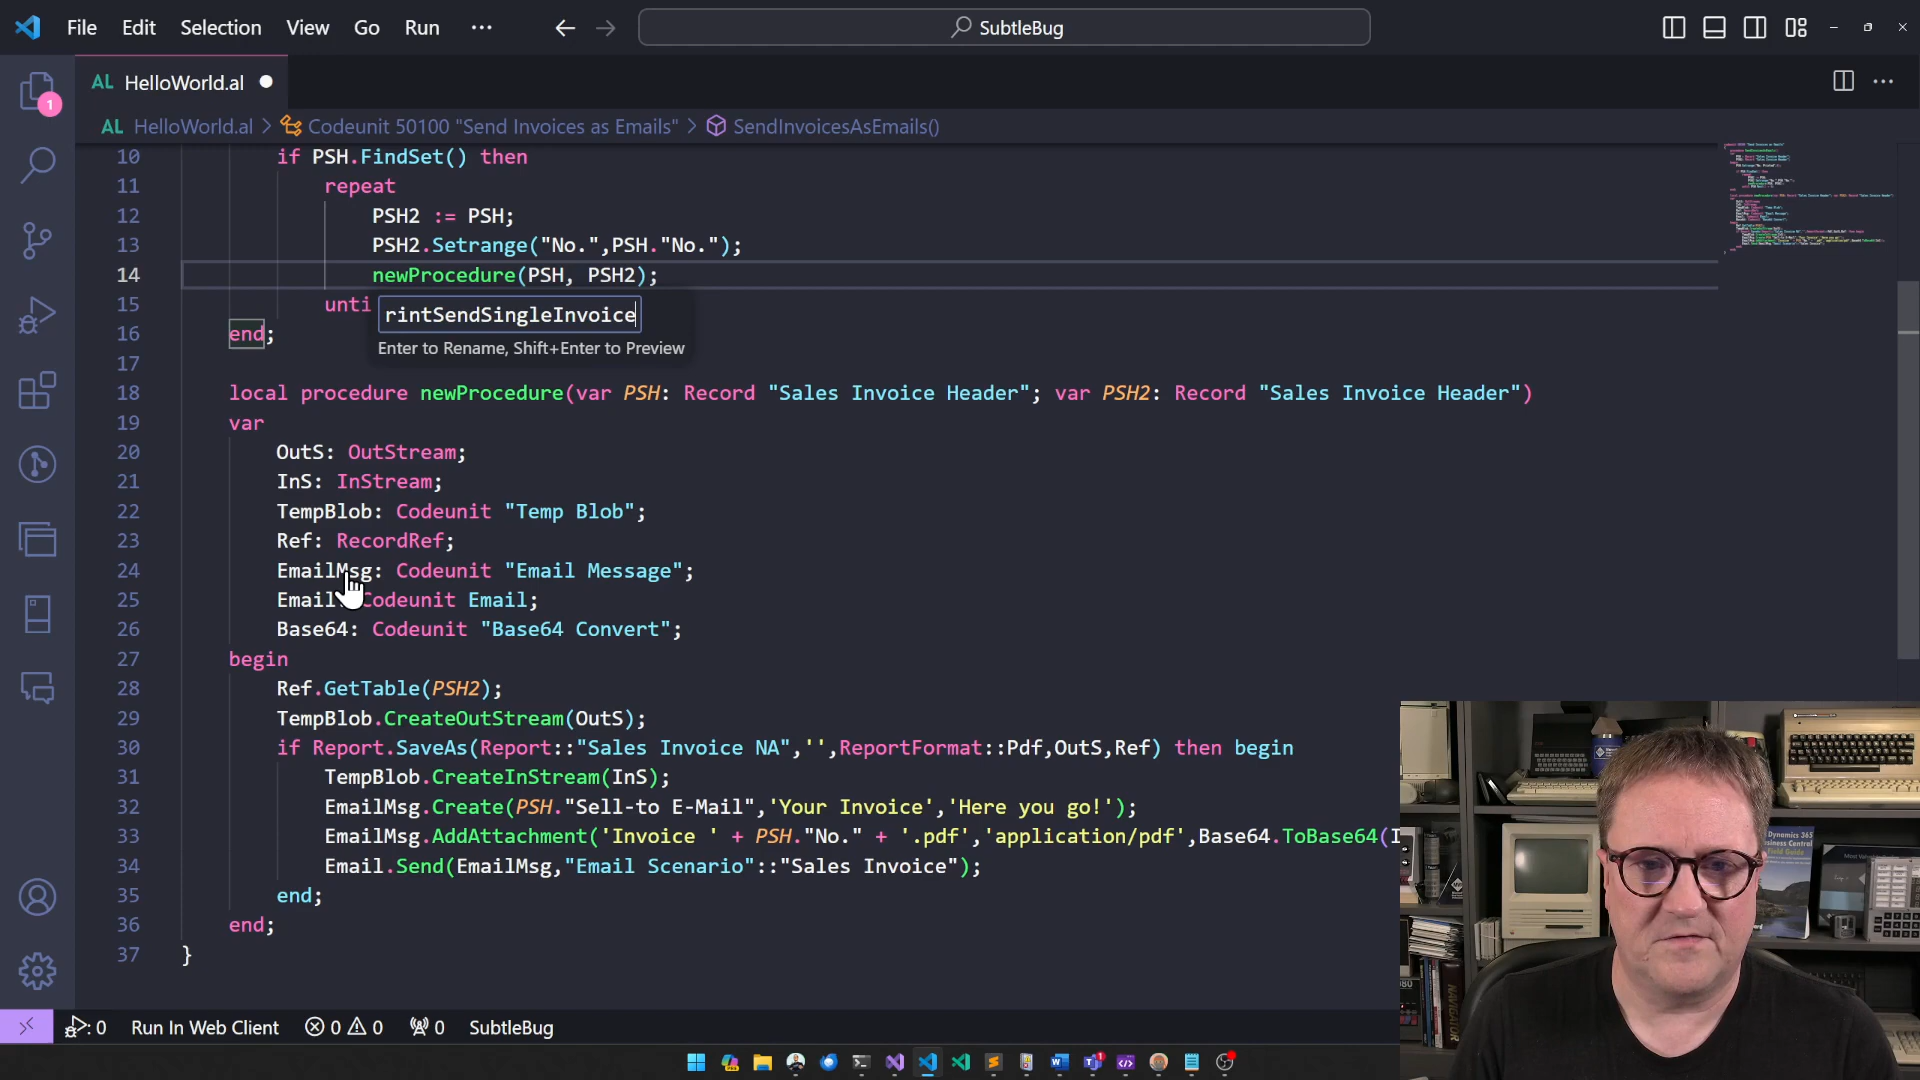 File Edit Selection View Go Run ... SubtleBug
AL HelloWorld.al
AL HelloWorld.al > Codeunit 50100 "Send Invoices as Emails" > SendInvoicesAsEmails()
10 if PSH.FindSet() then
11 repeat
12 PSH2 := PSH;
13 PSH2.Setrange("No.",PSH."No.");
14 newProcedure(PSH, PSH2);
15 unti
rintSendSingleInvoice
16 end;
Enter to Rename, Shift+Enter to Preview
17
18 local procedure newProcedure(var PSH: Record "Sales Invoice Header"; var PSH2: Record "Sales Invoice Header")
19 var
20 OutS: OutStream;
21 InS: InStream;
22 TempBlob: Codeunit "Temp Blob";
23 Ref: RecordRef;
24 EmailMsg: Codeunit "Email Message";
25 Email: Codeunit Email;
26 Base64: Codeunit "Base64 Convert";
27 begin
28 Ref.GetTable(PSH2);
29 TempBlob.CreateOutStream(OutS);
30 if Report.SaveAs(Report::"Sales Invoice NA",'',ReportFormat::Pdf,OutS,Ref) then begin
31 TempBlob.CreateInStream(InS);
32 EmailMsg.Create(PSH."Sell-to E-Mail",'Your Invoice','Here you go!');
33 EmailMsg.AddAttachment('Invoice ' + PSH."No." + '.pdf','application/pdf',Base64.ToBase64(I
34 Email.Send(EmailMsg,"Email Scenario"::"Sales Invoice");
35 end;
36 end;
37 }
1
Dynamics 365
Business Central
Field Guide
0 Run In Web Client 0 0 0 SubtleBug